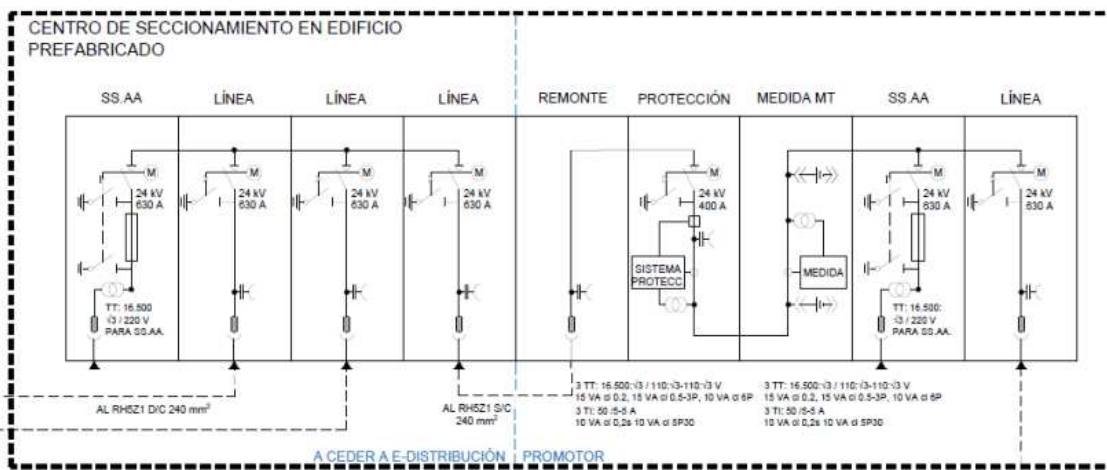 CENTRO DE SECCIONAMIENTO EN EDIFICIO
PREFABRICADO
SS.AA
LÍNEA
LÍNEA
LÍNEA
REMONTE
PROTECCIÓN
MEDIDA MT
SS.AA
LÍNEA
M
24 kV
630 A
M
24 kV
630 A
M
24 kV
630 A
M
24 kV
630 A
M
24 kV
400 A
M
24 kV
630 A
M
24 kV
630 A
SISTEMA
PROTECC
MEDIDA
TT: 16.500
√3 / 220 V
PARA SS.AA.
TT: 16.500:
√3 / 220 V
PARA SS.AA.
AL RH5Z1 D/C 240 mm²
AL RH5Z1 S/C
240 mm²
3 TT: 16.500:√3 / 110:√3-110:√3 V
15 VA cl 0.2, 15 VA cl 0.5-3P, 10 VA cl 6P
3 TI: 50 /5-5 A
10 VA cl 0,2s 10 VA cl 5P30
3 TT: 16.500:√3 / 110:√3-110:√3 V
15 VA cl 0.2, 15 VA cl 0.5-3P, 10 VA cl 6P
3 TI: 50 /5-5 A
10 VA cl 0,2s 10 VA cl 5P30
A CEDER A E-DISTRIBUCIÓN
PROMOTOR